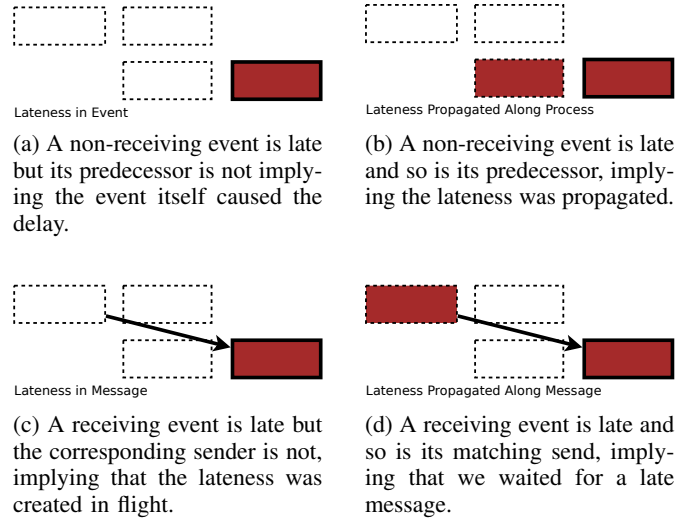 Lateness in Event
(a) A non-receiving event is late
but its predecessor is not imply-
ing the event itself caused the
delay.
Lateness Propagated Along Process
(b) A non-receiving event is late
and so is its predecessor, imply-
ing the lateness was propagated.
Lateness in Message
(c) A receiving event is late but
the corresponding sender is not,
implying that the lateness was
created in flight.
Lateness Propagated Along Message
(d) A receiving event is late and
so is its matching send, imply-
ing that we waited for a late
message.